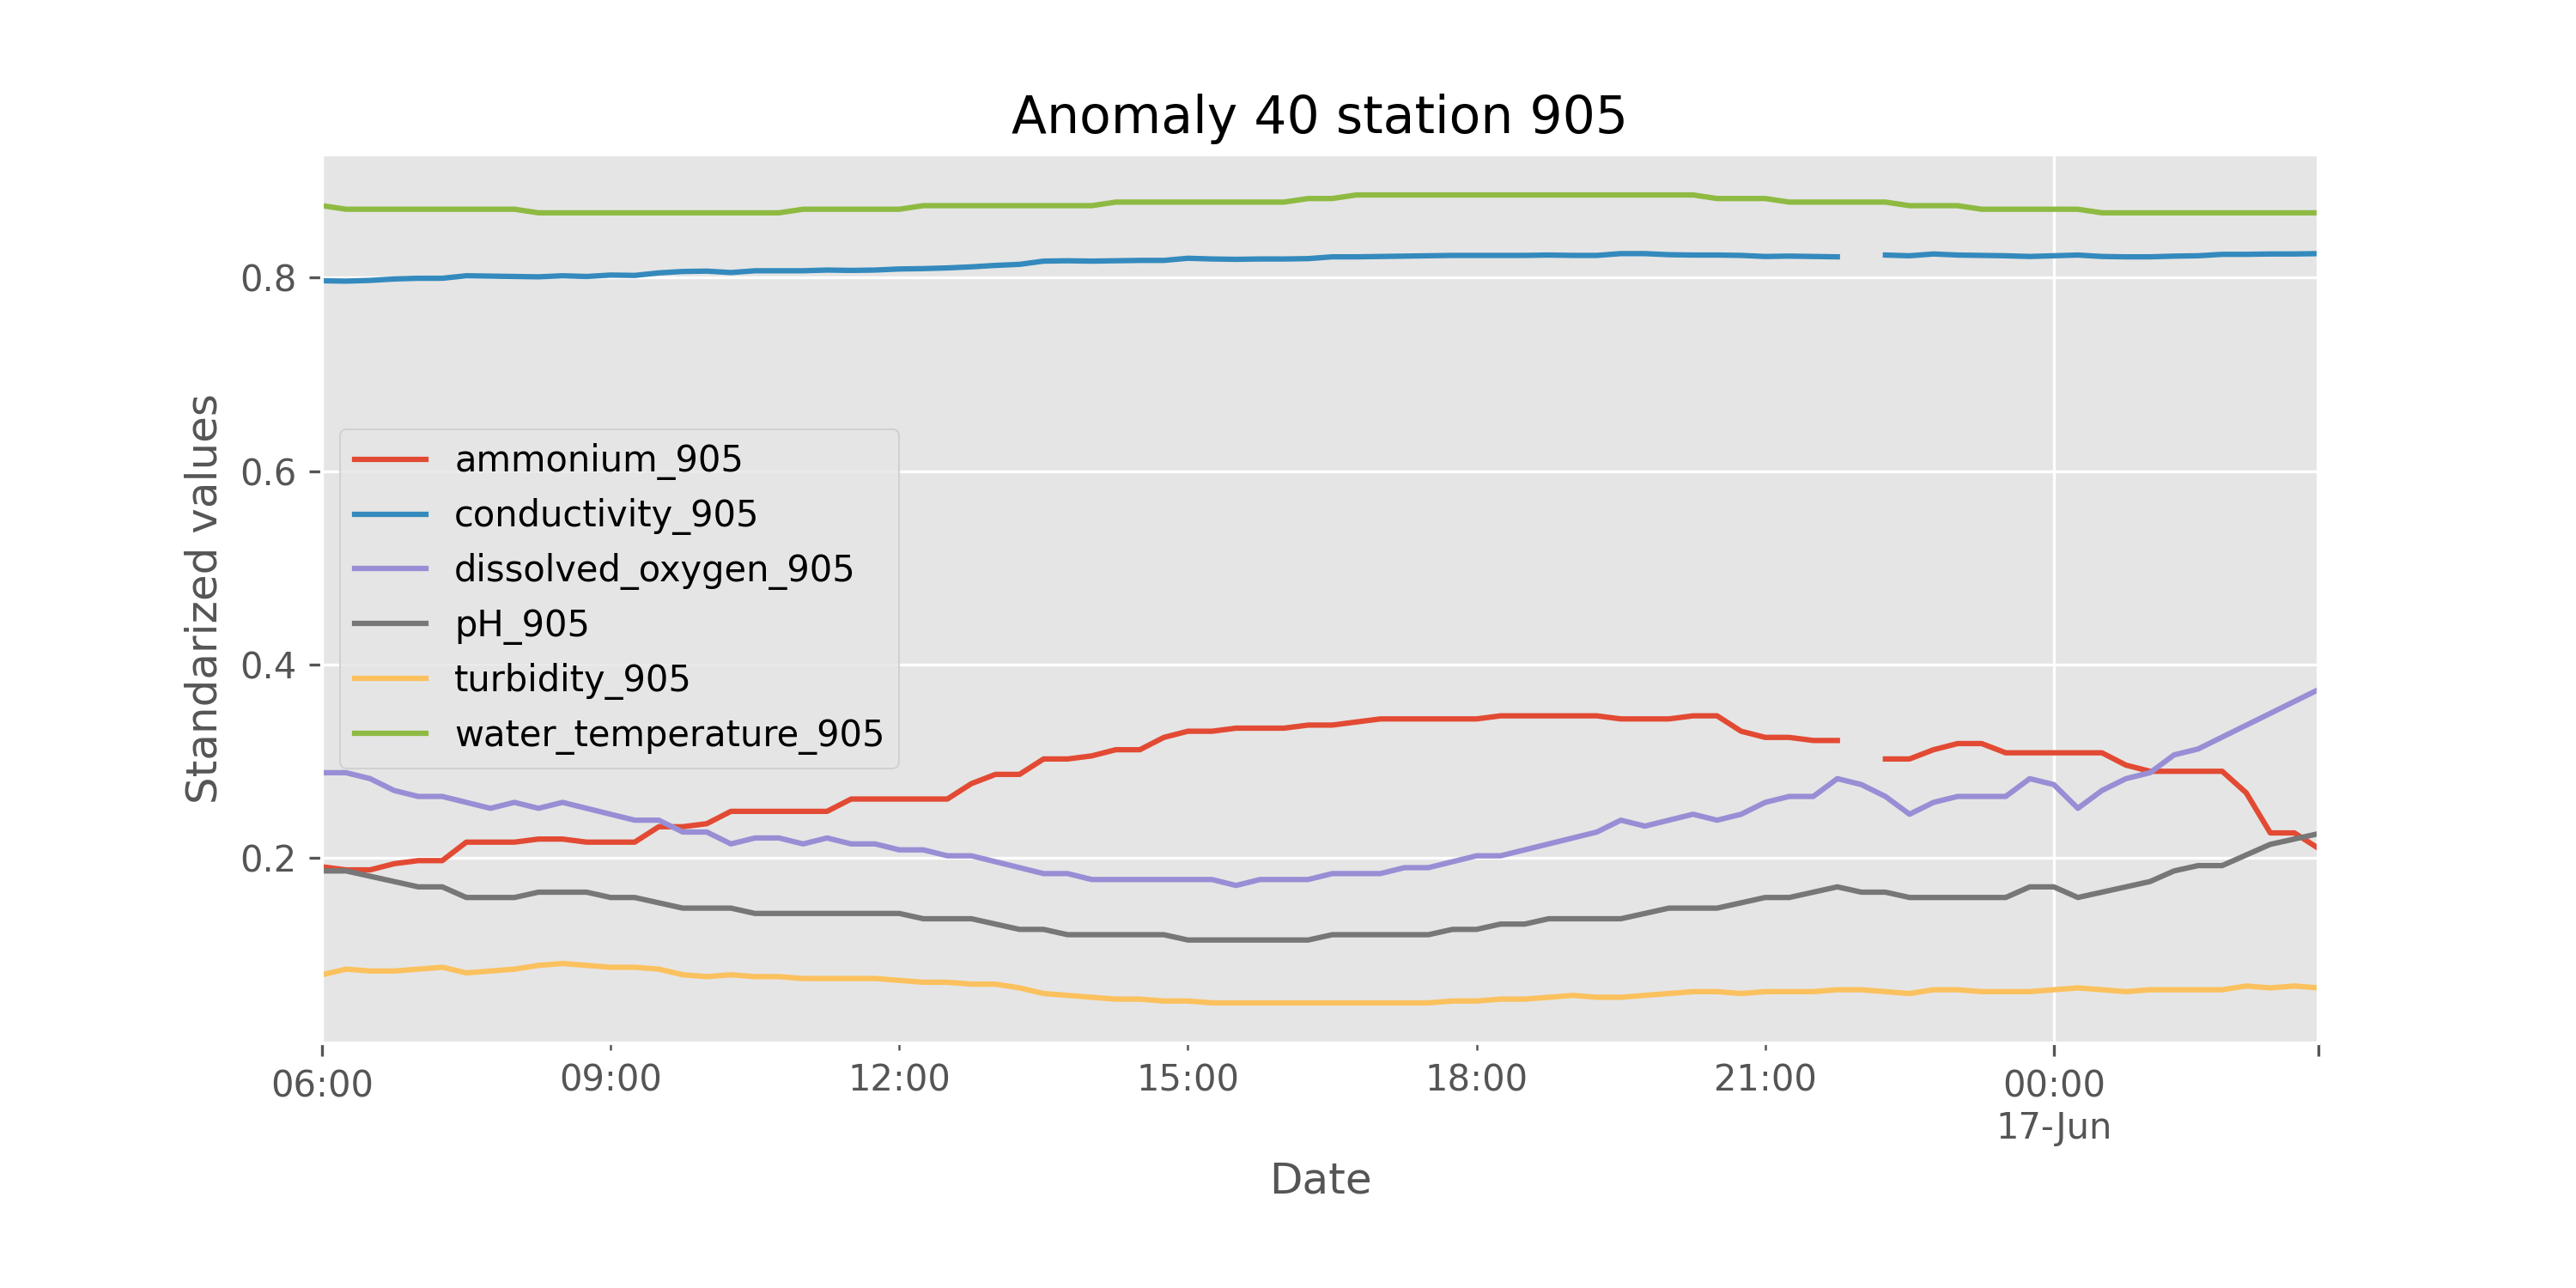 Anomaly 40 station 905
Standarized values
0.8
0.6
0.4
0.2
ammonium_905
conductivity_905
dissolved_oxygen_905
pH_905
turbidity_905
water_temperature_905
06:00 09:00 12:00 15:00 18:00 21:00 00:00
17-Jun
Date